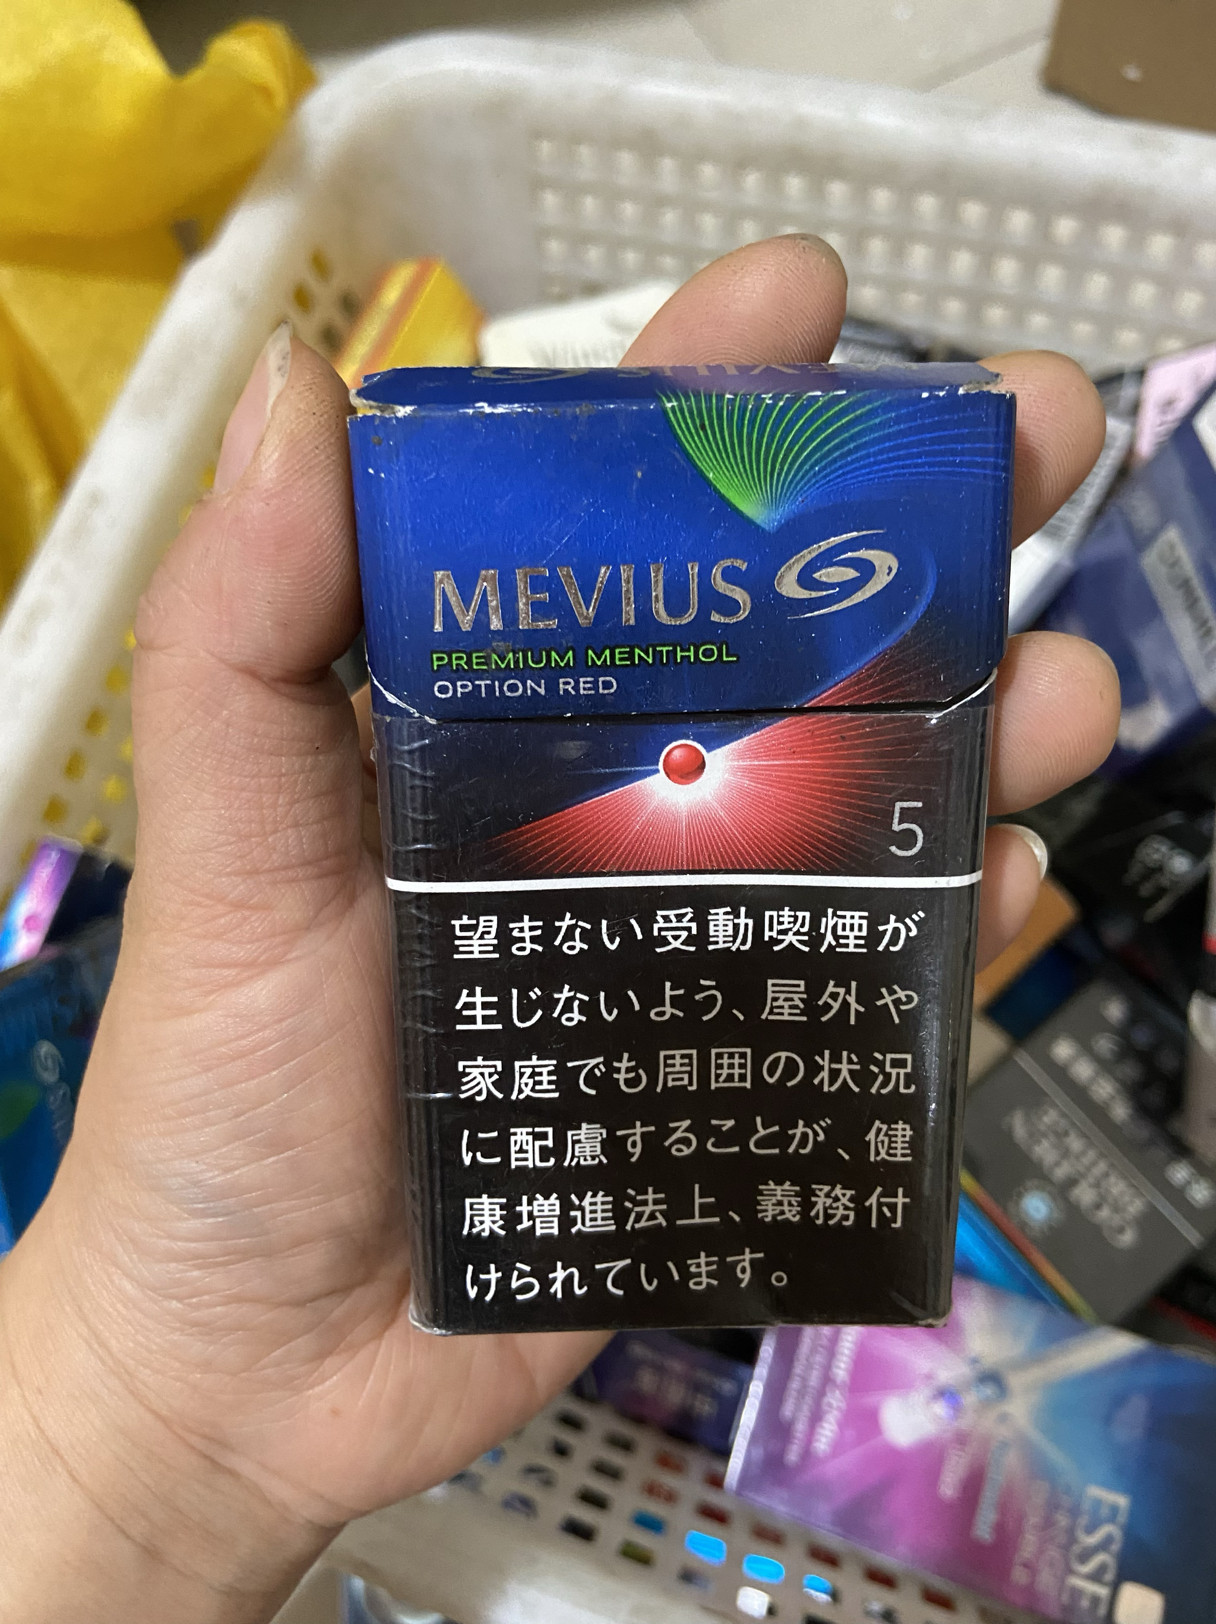 MEVIUS
PREMIUM MENTHOL
OPTION RED
5
望まない受動喫煙が
生じないよう、屋外や
家庭でも周囲の状況
に配慮することが、健
康増進法上、義務付
けられています。
ESSE